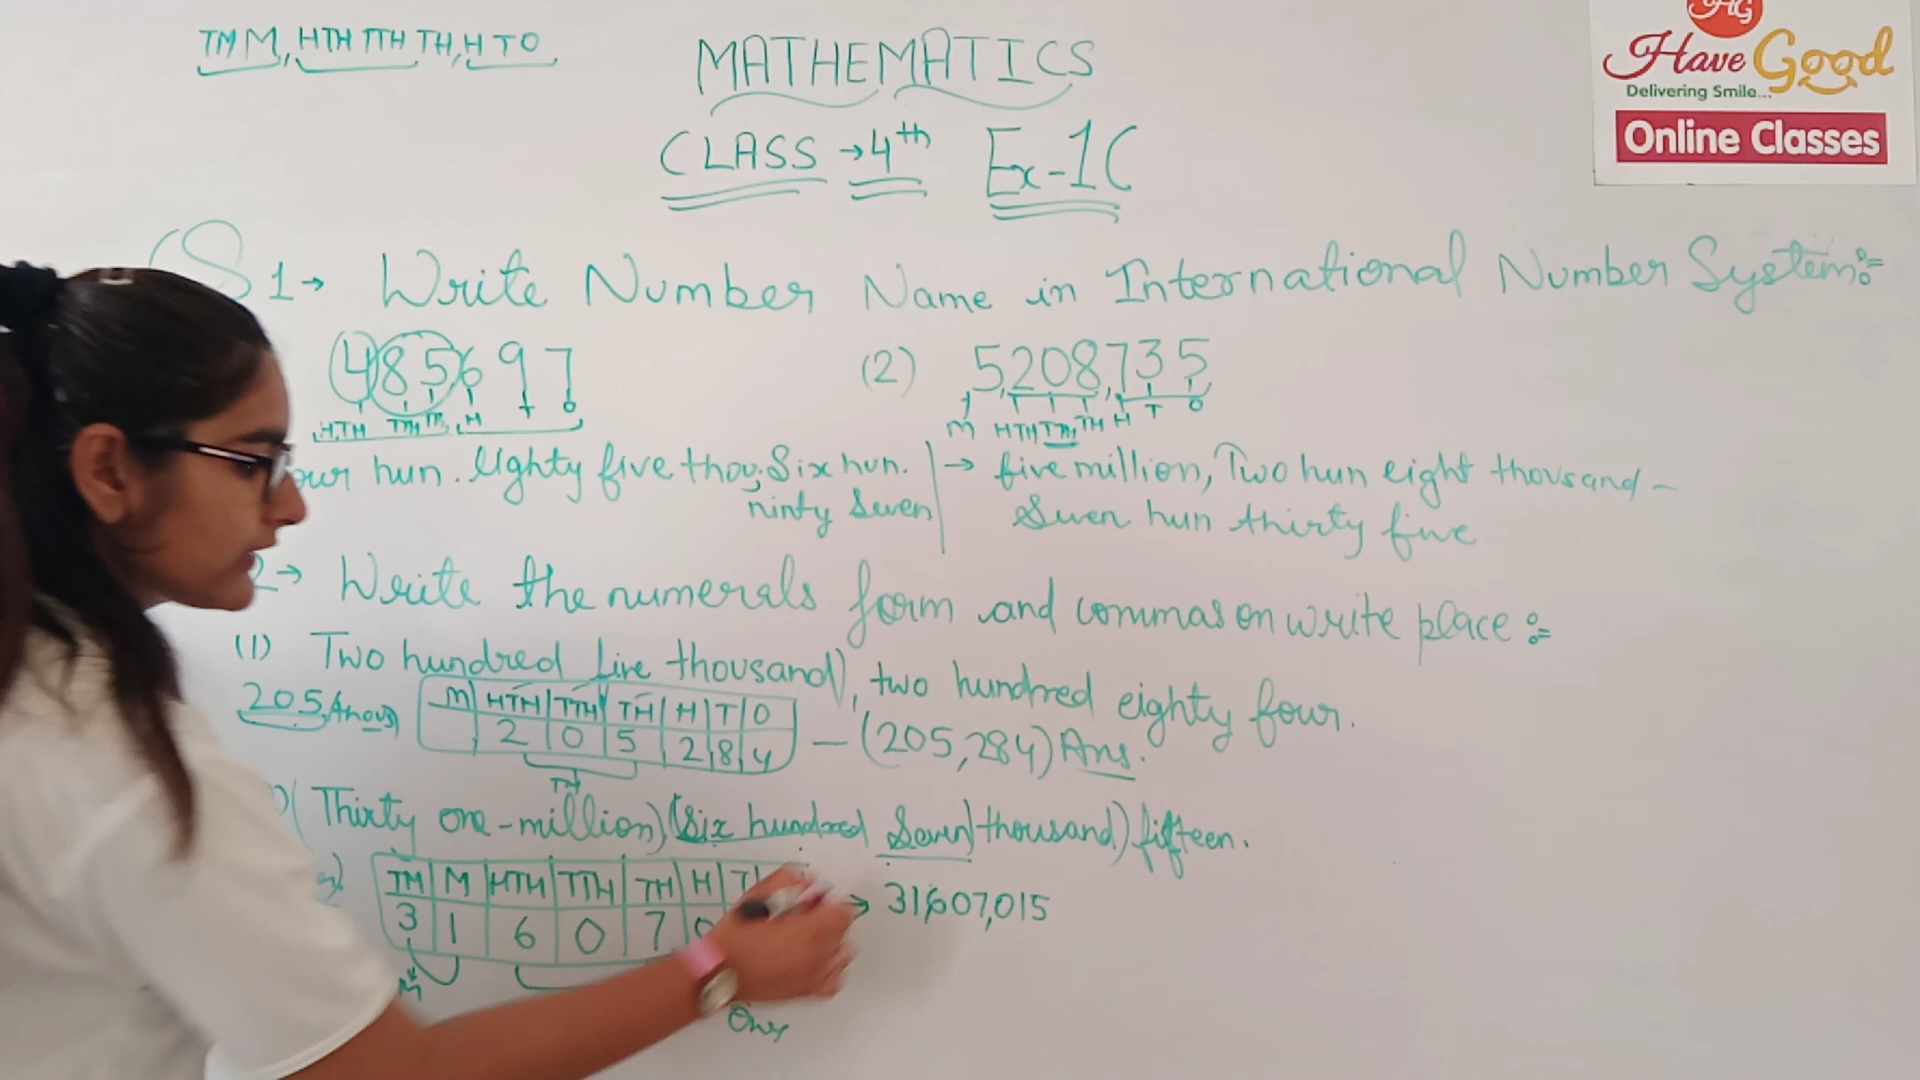 TM M, HTH TTH TH, H T O
MATHEMATICS
CLASS → 4th Ex-1C
HG
Have Good
Delivering Smile...
Online Classes
1→ Write Number Name in International Number System:=
485,697
H.TH TTH TH, H T O
our hun. Eighty five thou, Six hun.
ninty Seven
(2) 5,208,735
M HTH TTH TH H T O
→ five million, Two hun eight thousand -
Seven hun thirty five
2→ Write the numerals form and commas on write place:=
(1) Two hundred five thousand, two hundred eighty four.
205,
M HTH TTH TH H T O
2 0 5 2 8 4
— (205,284) Ans.
TH
(Thirty one-million) (Six hundred Seven thousand) fifteen.
TM M HTH TTH TH H T
3 1 6 0 7 0
→ 31,607,015
M
Ones